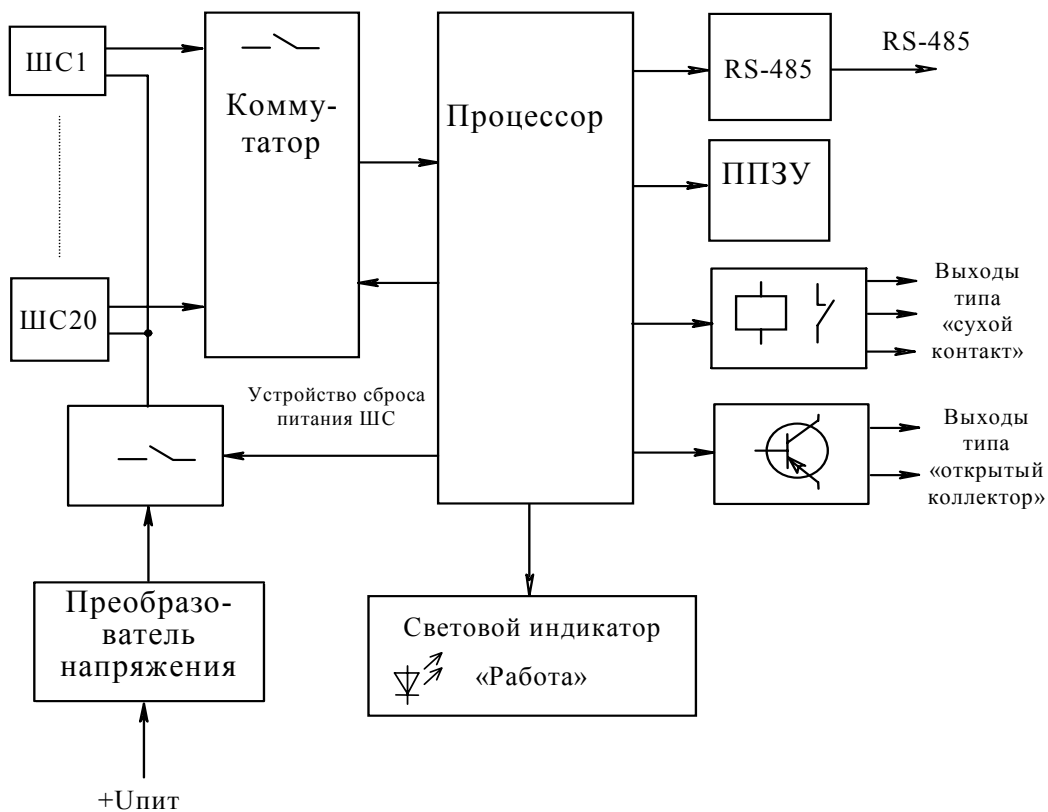 ШС1
Комму-
татор
Процессор
RS-485
RS-485
ППЗУ
ШС20
Выходы
типа
«сухой
контакт»
Устройство сброса
питания ШС
Выходы
типа
«открытый
коллектор»
Преобразо-
ватель
напряжения
Световой индикатор
«Работа»
+Uпит